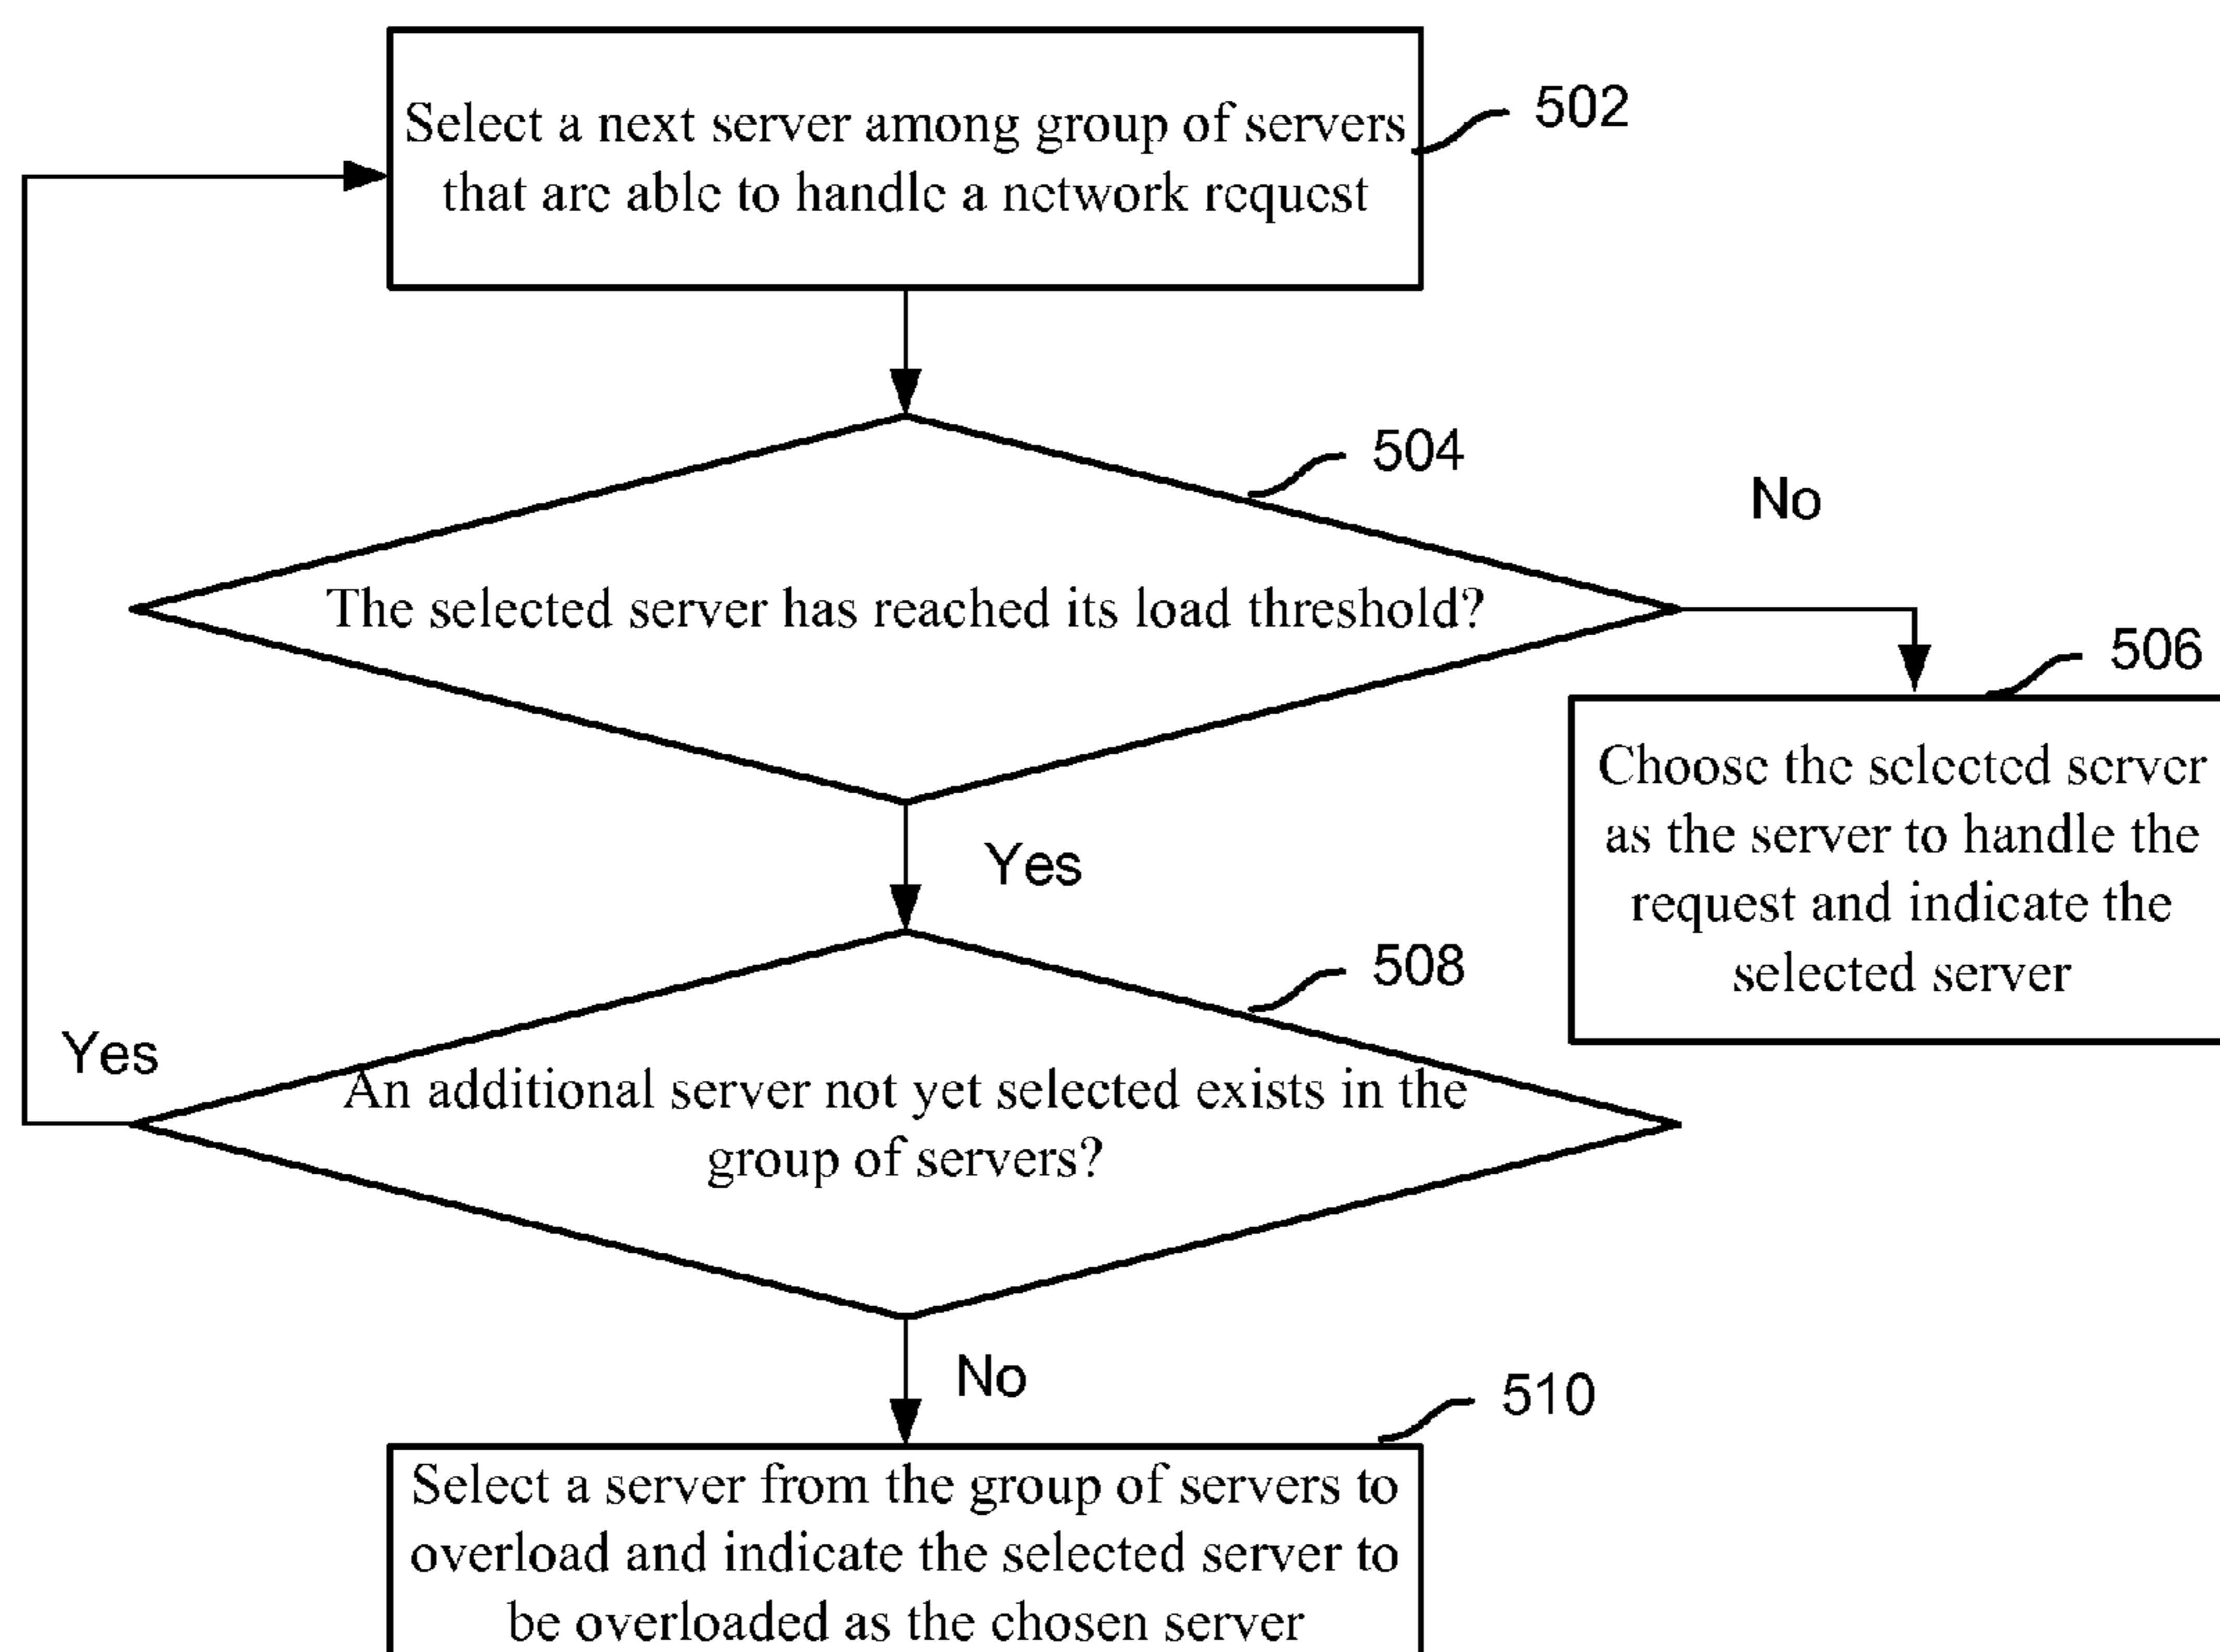 Select a next server among group of servers
that are able to handle a network request
502
504
No
The selected server has reached its load threshold?
506
Choose the selected server
as the server to handle the
request and indicate the
selected server
Yes
508
Yes
An additional server not yet selected exists in the
group of servers?
No
510
Select a server from the group of servers to
overload and indicate the selected server to
be overloaded as the chosen server